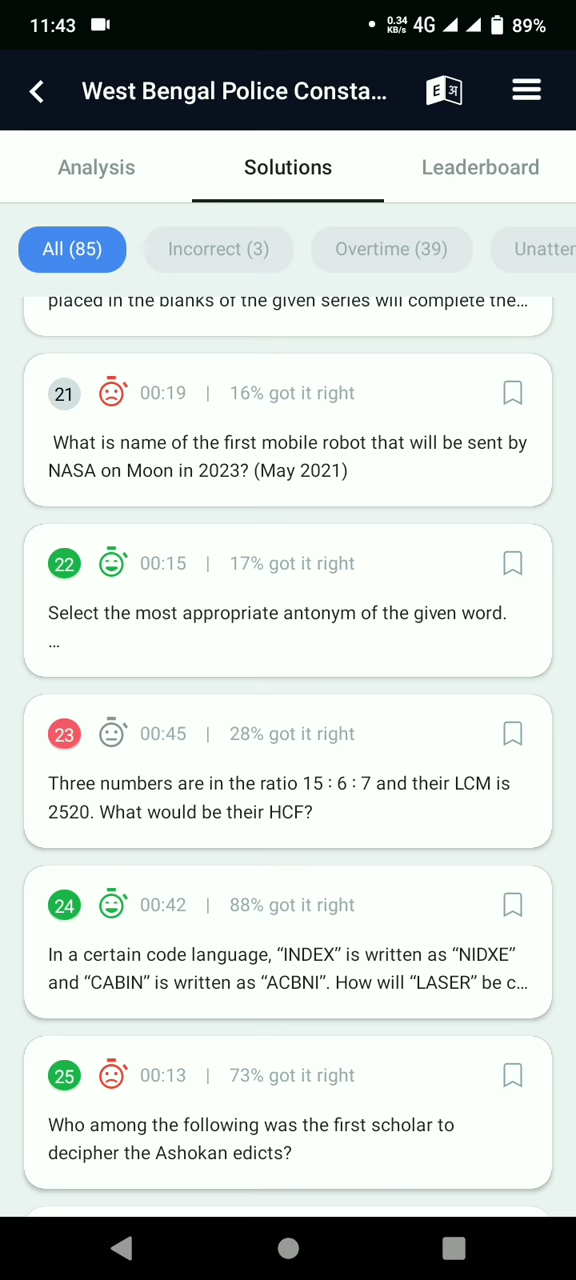 11:43
0.34 KB/s 4G 89%
West Bengal Police Consta...
E अ
Analysis Solutions Leaderboard
All (85) Incorrect (3) Overtime (39) Unatter
placed in the blanks of the given series will complete the...
21 00:19 | 16% got it right
What is name of the first mobile robot that will be sent by
NASA on Moon in 2023? (May 2021)
22 00:15 | 17% got it right
Select the most appropriate antonym of the given word.
...
23 00:45 | 28% got it right
Three numbers are in the ratio 15 : 6 : 7 and their LCM is
2520. What would be their HCF?
24 00:42 | 88% got it right
In a certain code language, “INDEX” is written as “NIDXE”
and “CABIN” is written as “ACBNI”. How will “LASER” be c...
25 00:13 | 73% got it right
Who among the following was the first scholar to
decipher the Ashokan edicts?